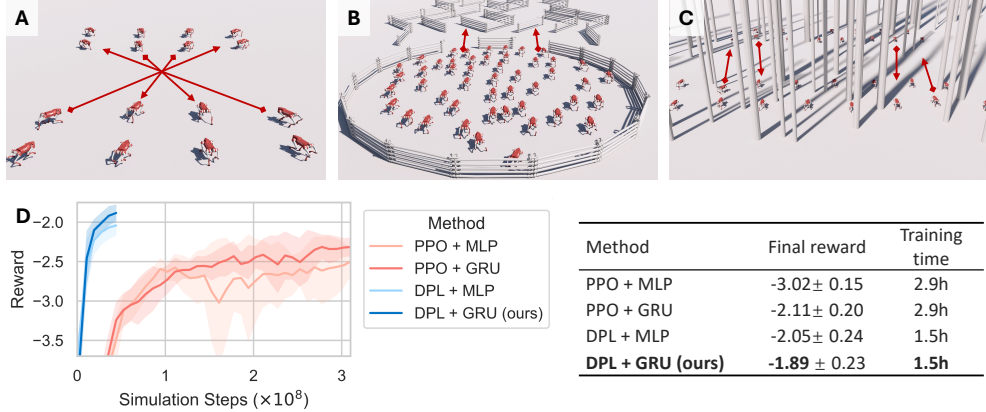 A
B
C
D
−2.0
−2.5
−3.0
−3.5
Reward
0
1
2
3
Simulation Steps (×10⁸)
Method
PPO + MLP
PPO + GRU
DPL + MLP
DPL + GRU (ours)
Method Final reward Training time
PPO + MLP -3.02± 0.15 2.9h
PPO + GRU -2.11± 0.20 2.9h
DPL + MLP -2.05± 0.24 1.5h
DPL + GRU (ours) -1.89 ± 0.23 1.5h